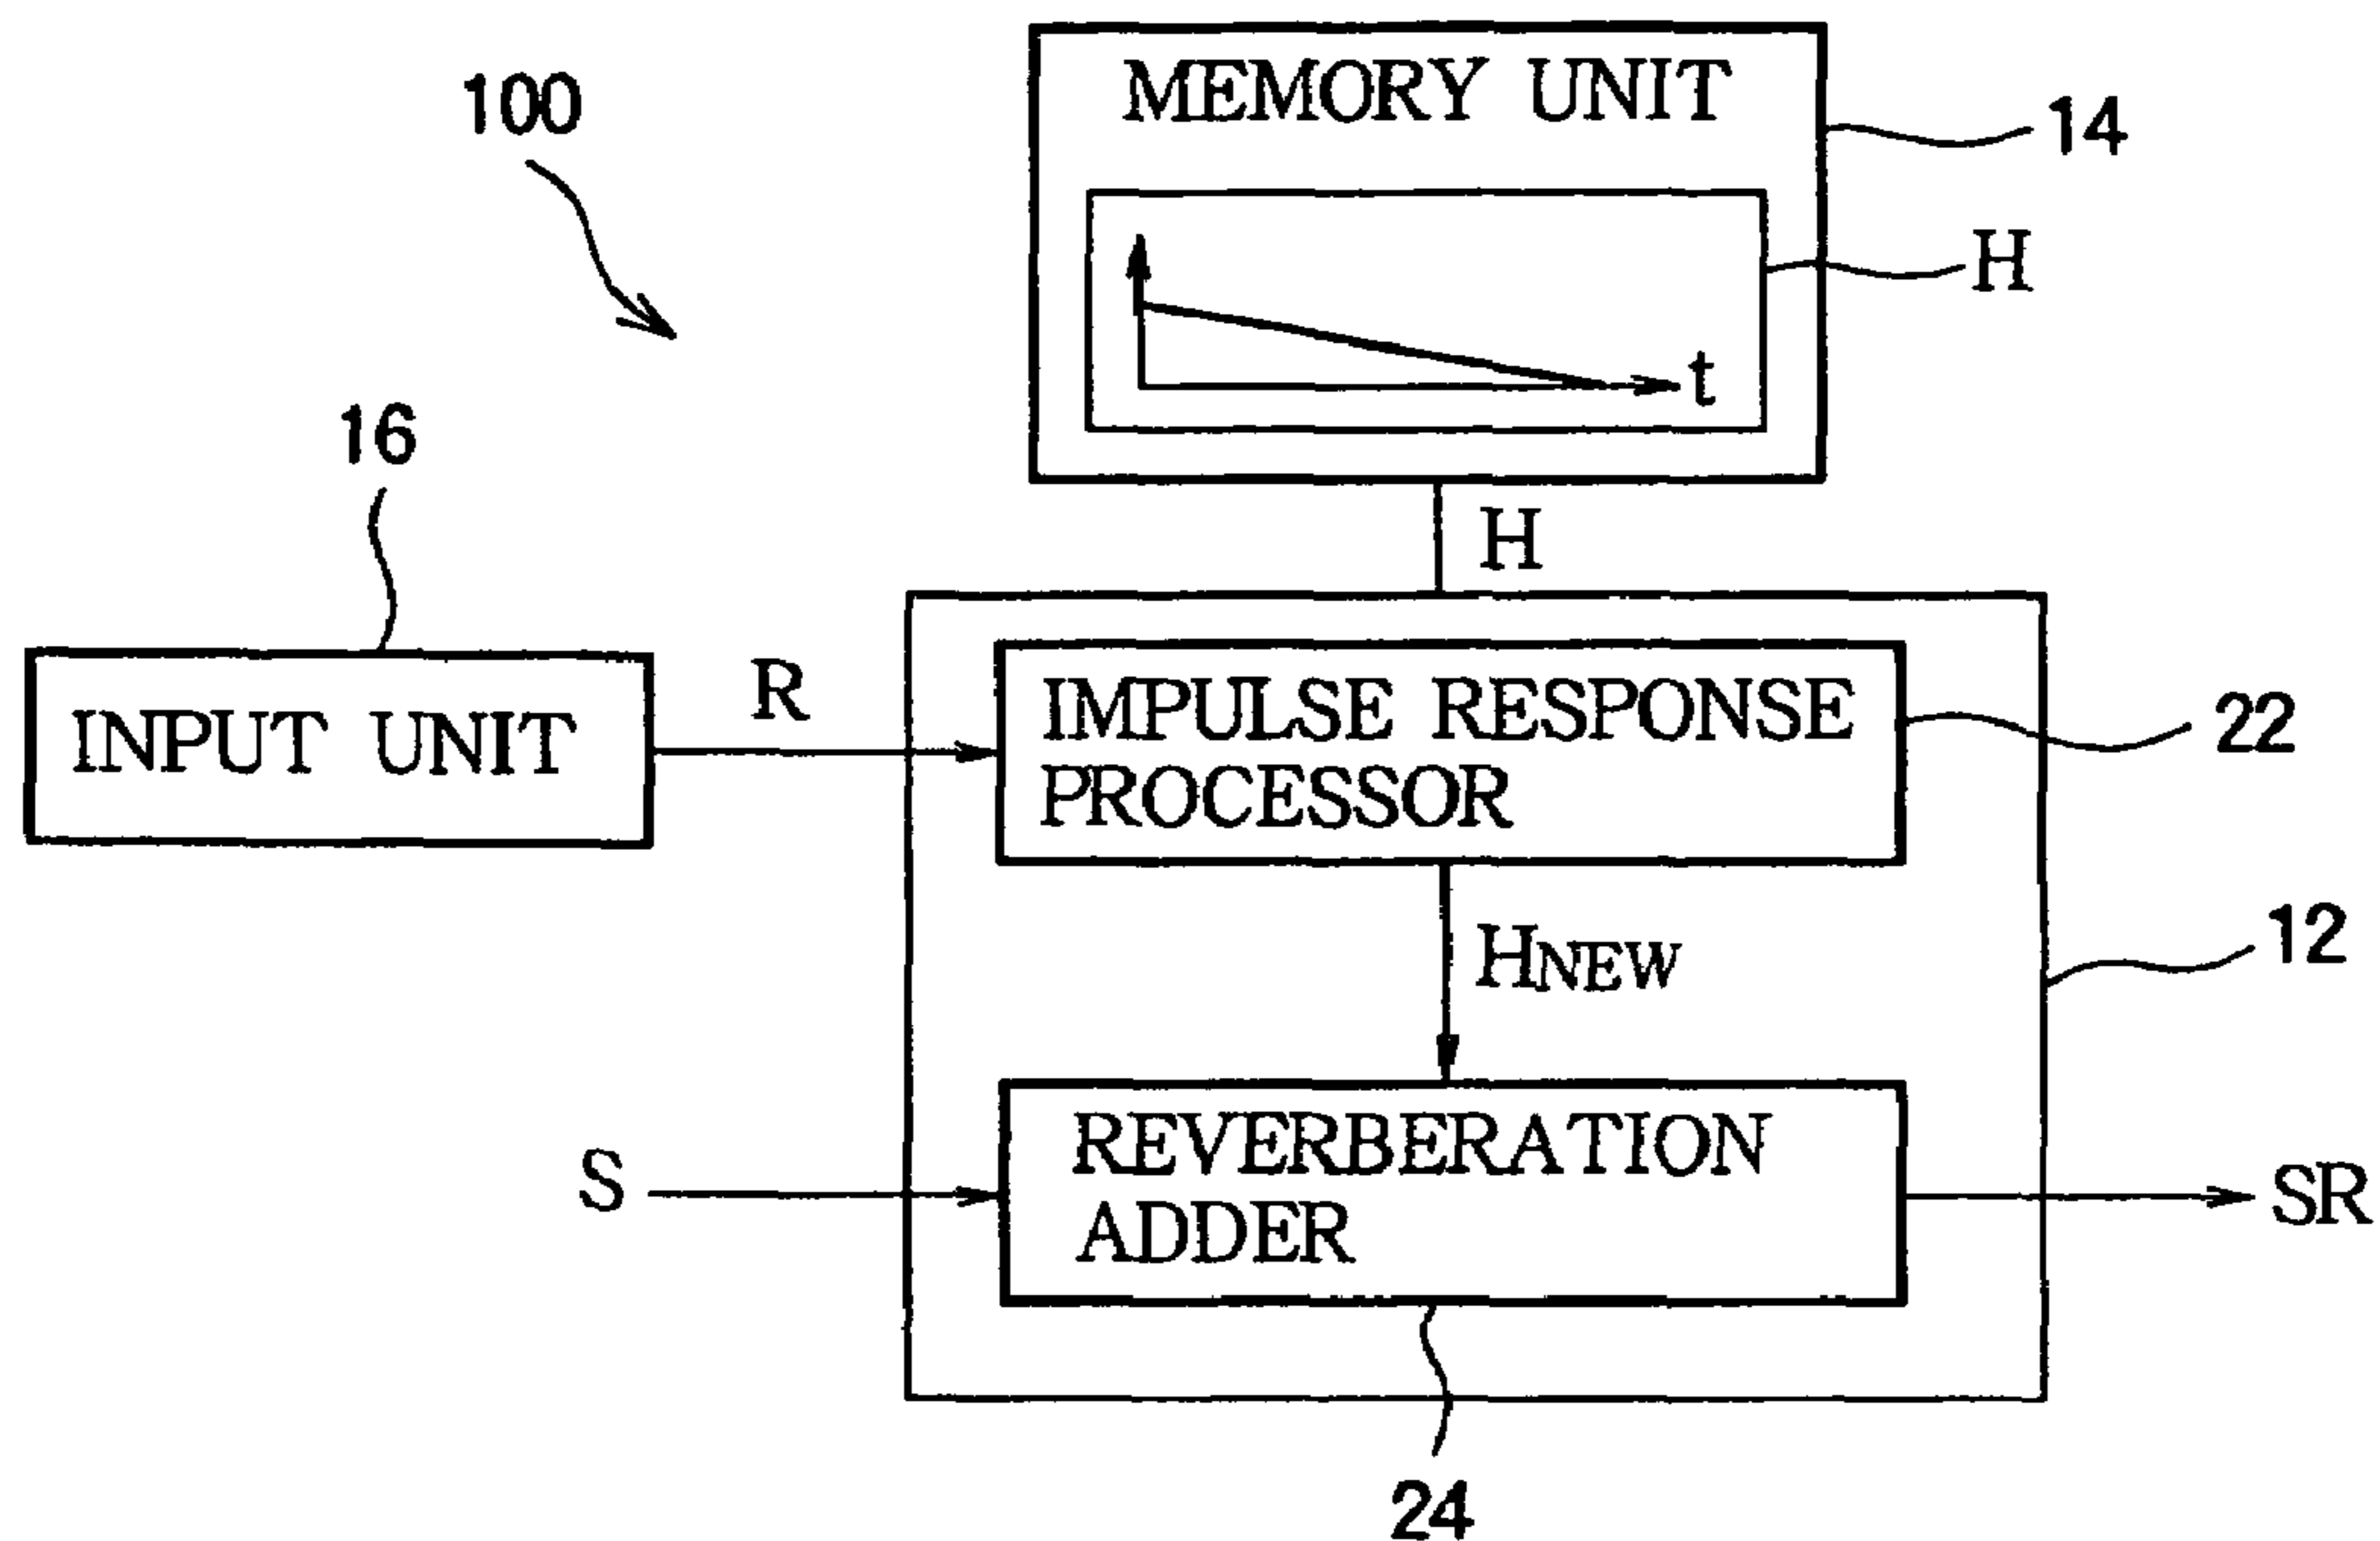 100
MEMORY UNIT
14
H
t
16
H
INPUT UNIT
R
IMPULSE RESPONSE
PROCESSOR
22
12
HNEW
S
REVERBERATION
ADDER
SR
24